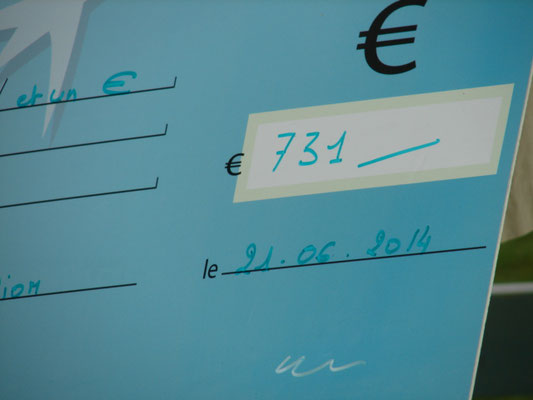 €
et un €
€ 731
le 21.06.2014